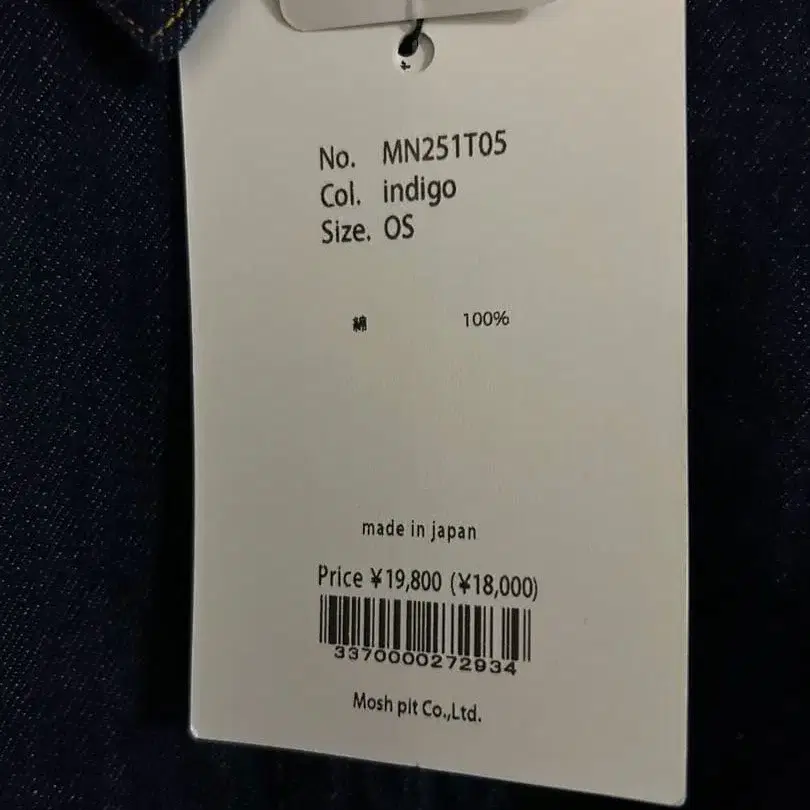 No. MN251T05
Col. indigo
Size. OS
綿 100%
made in japan
Price ¥19,800 (¥18,000)
3370000272934
Mosh pit Co.,Ltd.